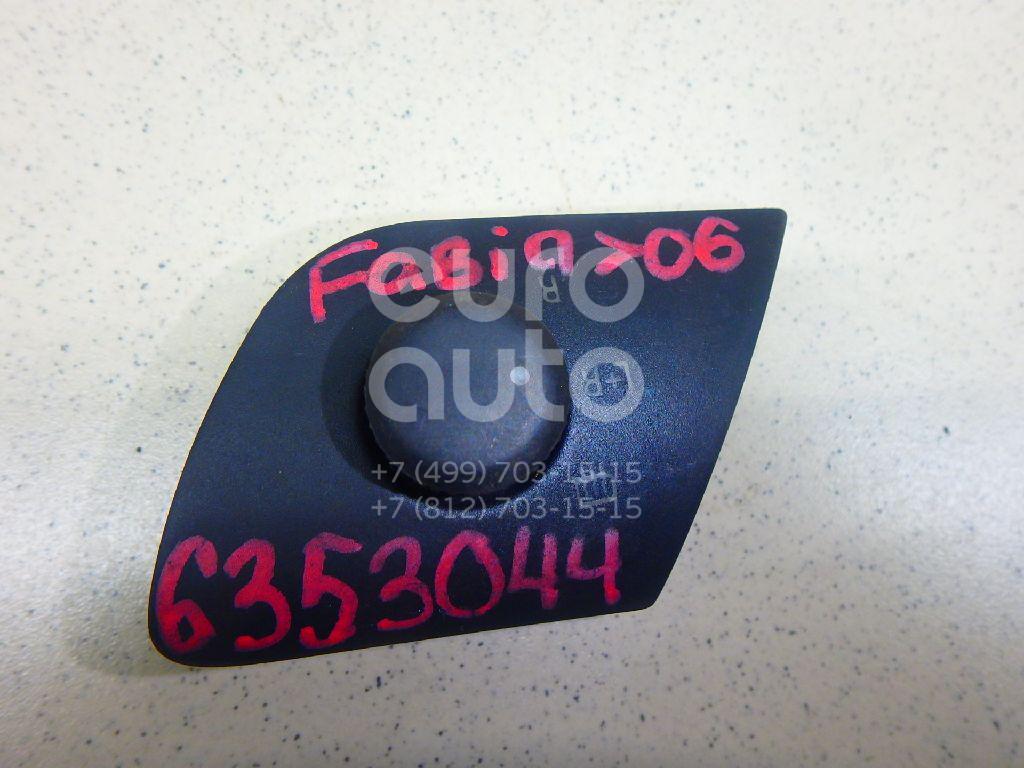 Fabia >06
euro
auto
+7 (499) 703-15-15
+7 (812) 703-15-15
6353044